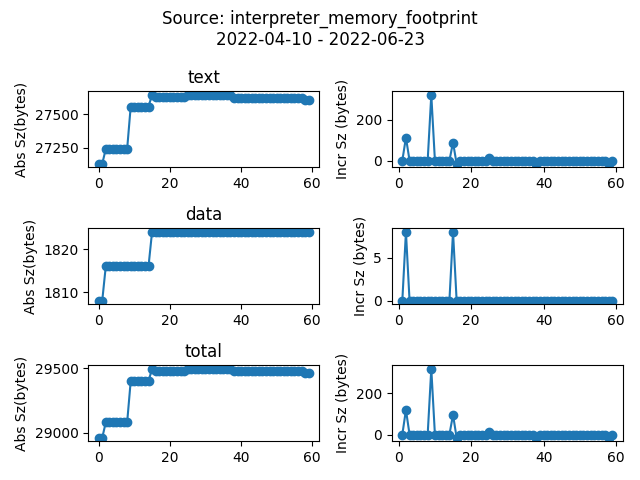 Source: interpreter_memory_footprint
2022-04-10 - 2022-06-23
text
Abs Sz(bytes)
27500
27250
0 20 40 60
Incr Sz (bytes)
200
0
0 20 40 60
data
Abs Sz(bytes)
1820
1810
0 20 40 60
Incr Sz (bytes)
5
0
0 20 40 60
total
Abs Sz(bytes)
29500
29000
0 20 40 60
Incr Sz (bytes)
200
0
0 20 40 60